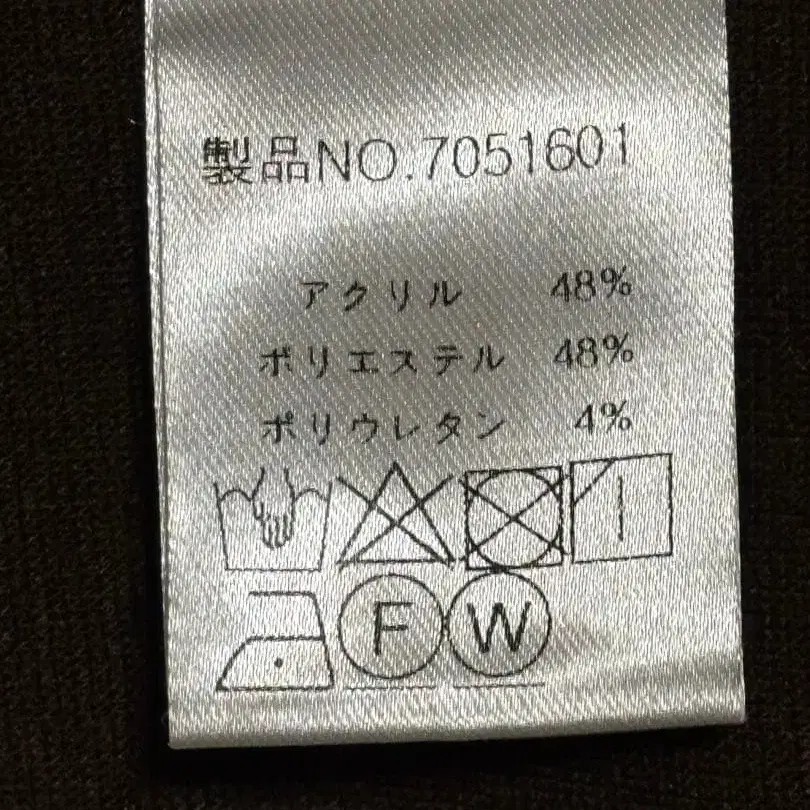 製品NO.7051601
アクリル 48%
ポリエステル 48%
ポリウレタン 4%
F W